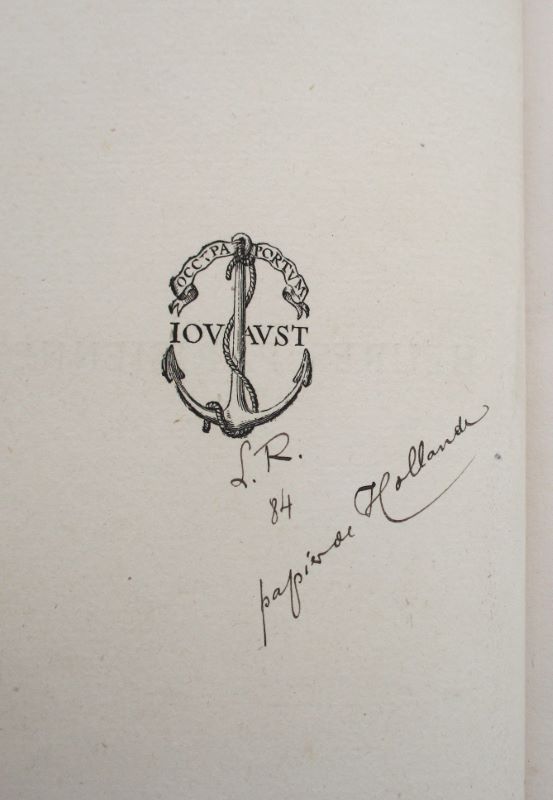 OCCVPA PORTVM
IOVAVST
L. R.
84
papier de Hollande